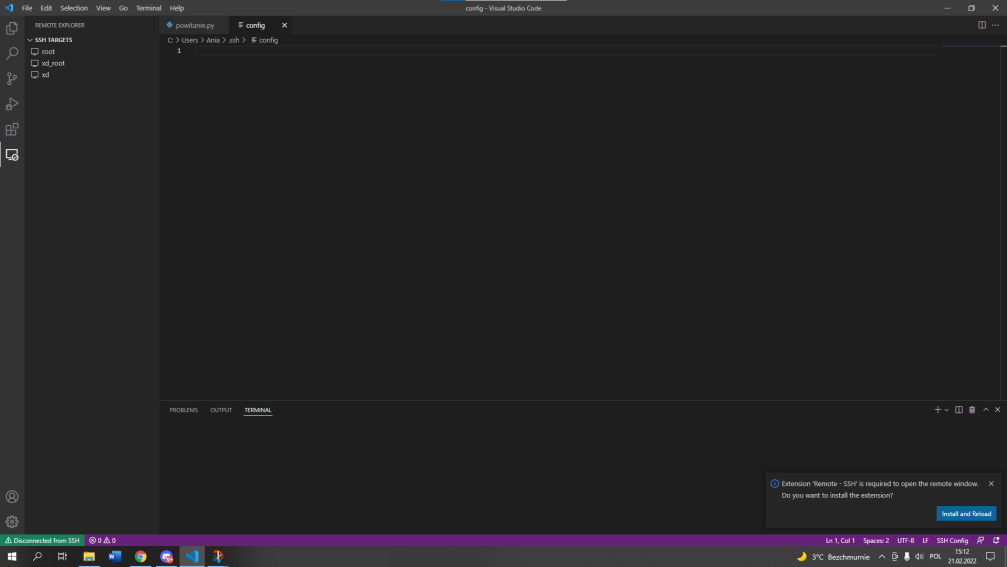 File Edit Selection View Go Terminal Help
config - Visual Studio Code
REMOTE EXPLORER
powitanie.py
config
SSH TARGETS
C: > Users > Ania > .ssh > config
root
1
xd_root
xd
PROBLEMS OUTPUT TERMINAL
Extension 'Remote - SSH' is required to open the remote window.
Do you want to install the extension?
Install and Reload
Disconnected from SSH 0 0
Ln 1, Col 1 Spaces: 2 UTF-8 LF SSH Config
3°C Bezchmurnie POL 15:12
21.02.2022